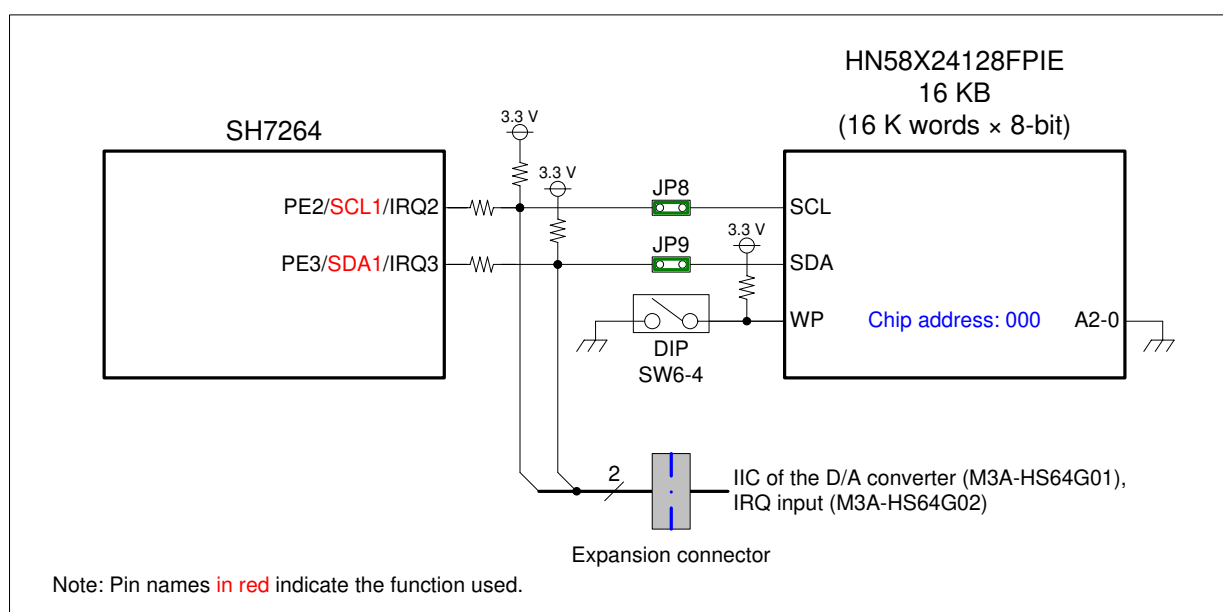 HN58X24128FPIE
16 KB
(16 K words × 8-bit)
SH7264
3.3 V
3.3 V
JP8
PE2/SCL1/IRQ2
SCL
3.3 V
JP9
PE3/SDA1/IRQ3
SDA
WP
Chip address: 000
A2-0
DIP
SW6-4
2
IIC of the D/A converter (M3A-HS64G01),
IRQ input (M3A-HS64G02)
Expansion connector
Note: Pin names in red indicate the function used.